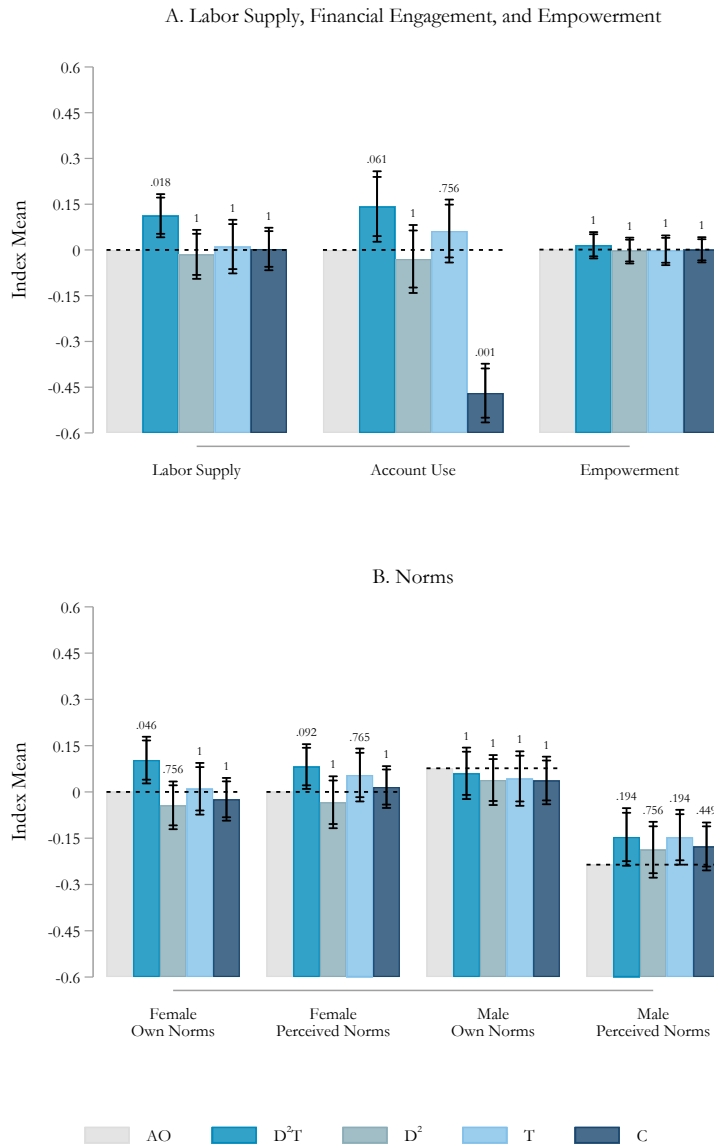 A. Labor Supply, Financial Engagement, and Empowerment
Index Mean
0.6
0.45
0.3
0.15
0
-0.15
-0.3
-0.45
-0.6
.018
1
1
1
.061
1
.756
.001
1
1
1
1
Labor Supply
Account Use
Empowerment
B. Norms
Index Mean
0.6
0.45
0.3
0.15
0
-0.15
-0.3
-0.45
-0.6
.046
.756
1
1
.092
1
.765
1
1
1
1
1
.194
.756
.194
.449
Female
Own Norms
Female
Perceived Norms
Male
Own Norms
Male
Perceived Norms
AO
D²T
D²
T
C